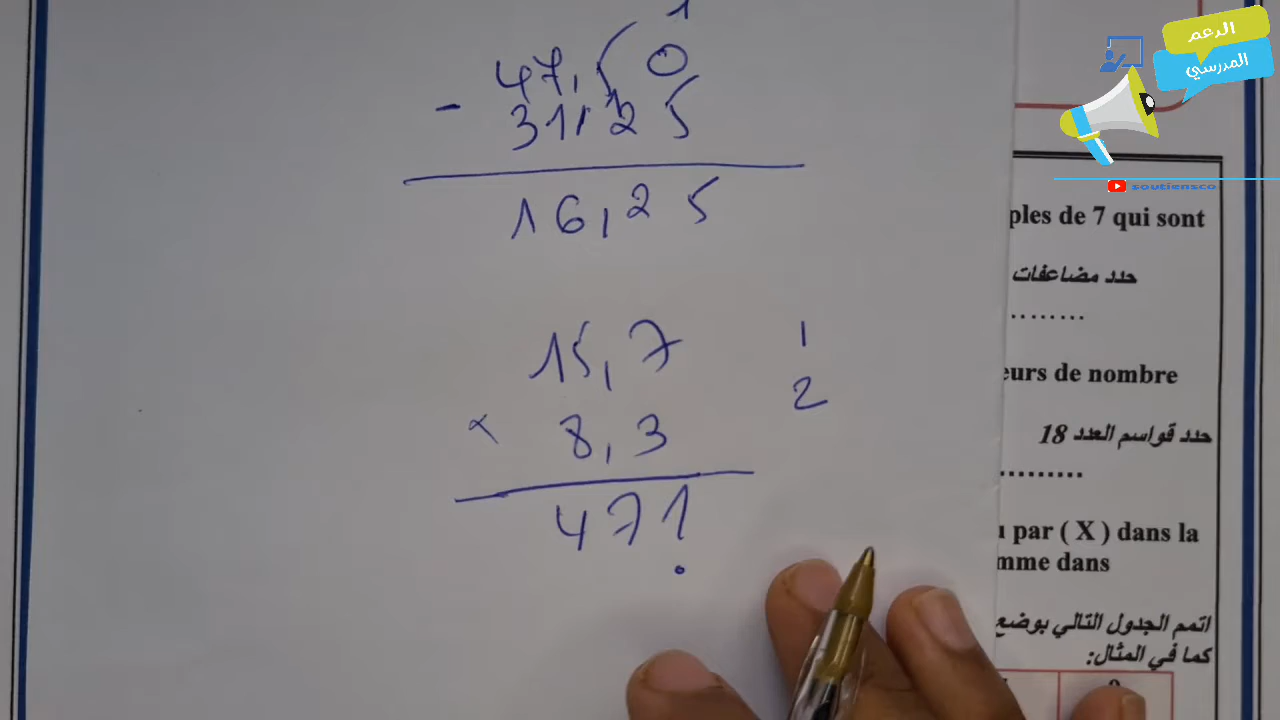 1
47,50
- 31,25
16,25
15,7
× 8,3
471
.
1
2
الدعم
المدرسي
soutiensco
ples de 7 qui sont
حدد مضاعفات
........
eurs de nombre
حدد قواسم العدد 18
.........
u par ( X ) dans la
mme dans
اتمم الجدول التالي بوضع
كما في المثال: